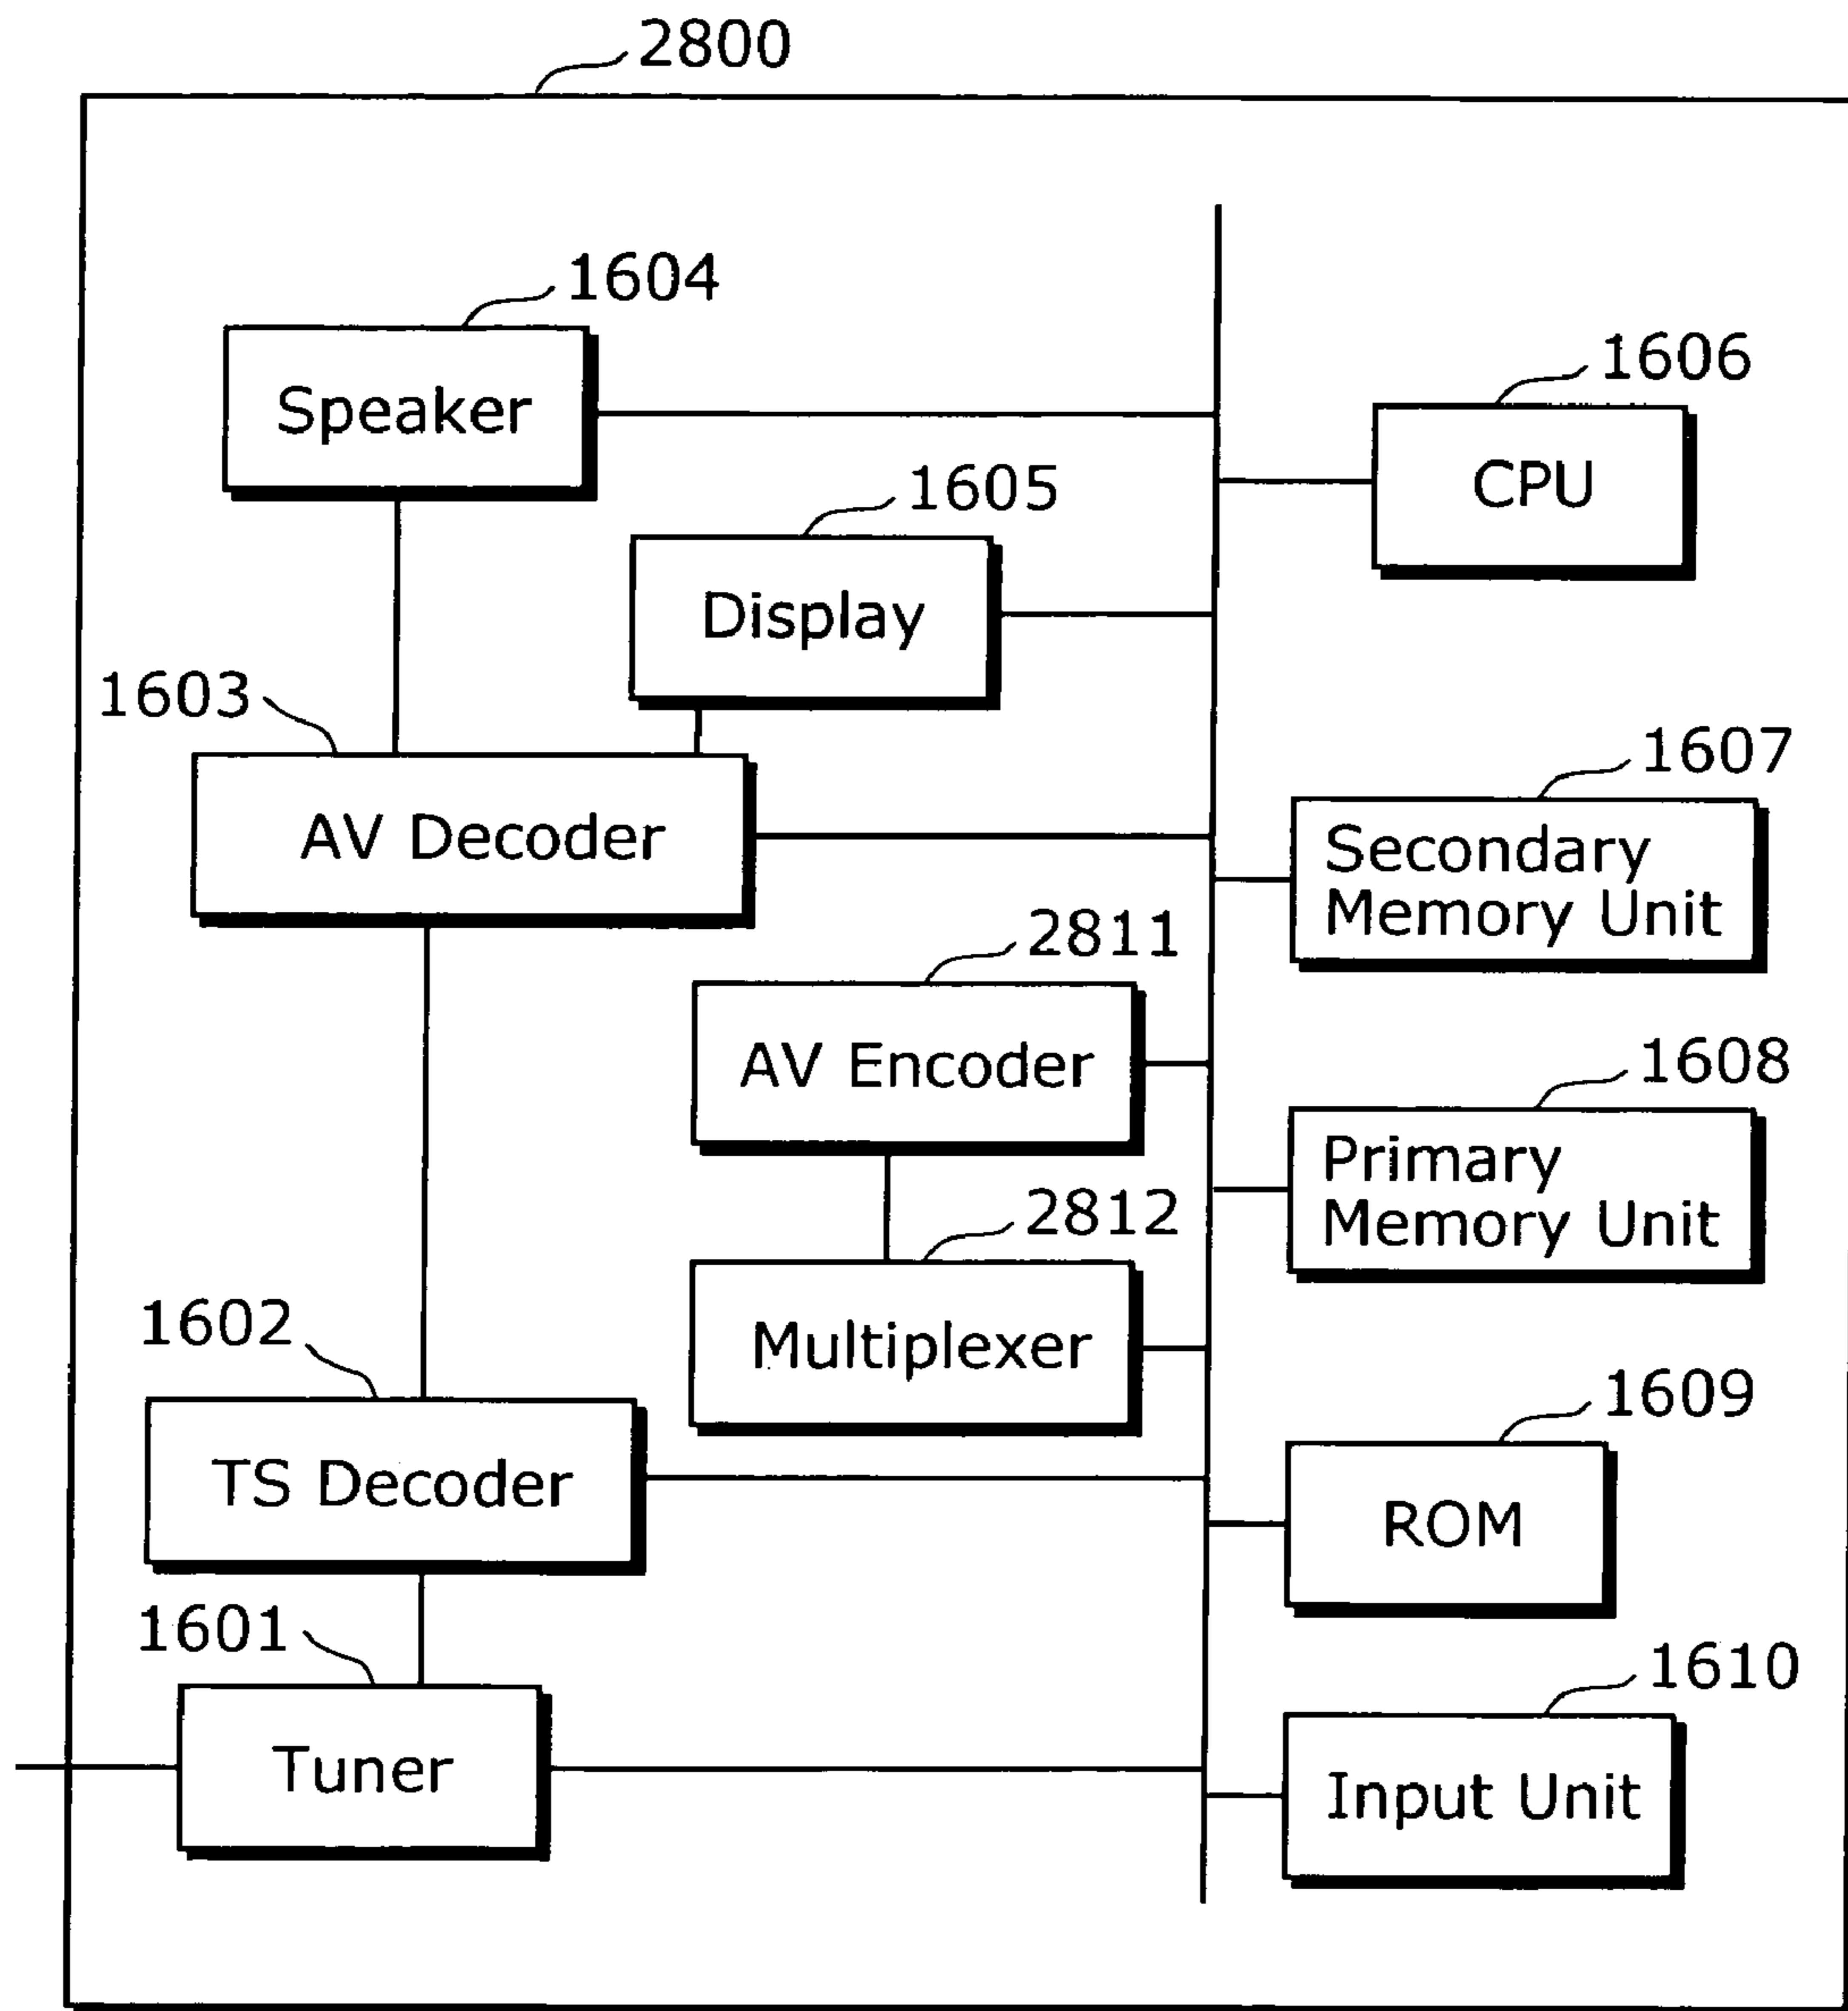 2800
1604
Speaker
1606
CPU
1605
Display
1603
AV Decoder
1607
Secondary
Memory Unit
2811
AV Encoder
1608
Primary
Memory Unit
2812
Multiplexer
1602
TS Decoder
1609
ROM
1601
Tuner
1610
Input Unit